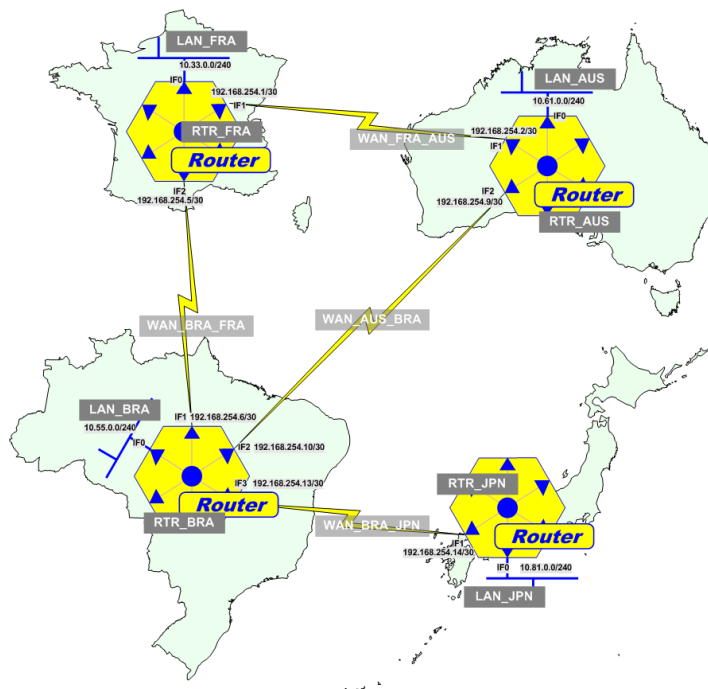 LAN_FRA
10.33.0.0/240
IF0
192.168.254.1/30
IF1
RTR_FRA
Router
IF2
192.168.254.5/30
WAN_FRA_AUS
LAN_AUS
10.61.0.0/240
IF0
192.168.254.2/30
IF1
IF2
192.168.254.9/30
Router
RTR_AUS
WAN_BRA_FRA
WAN_AUS_BRA
LAN_BRA
10.55.0.0/240
IF0
IF1 192.168.254.6/30
IF2 192.168.254.10/30
IF3 192.168.254.13/30
Router
RTR_BRA
WAN_BRA_JPN
RTR_JPN
Router
IF1
192.168.254.14/30
IF0 10.81.0.0/240
LAN_JPN